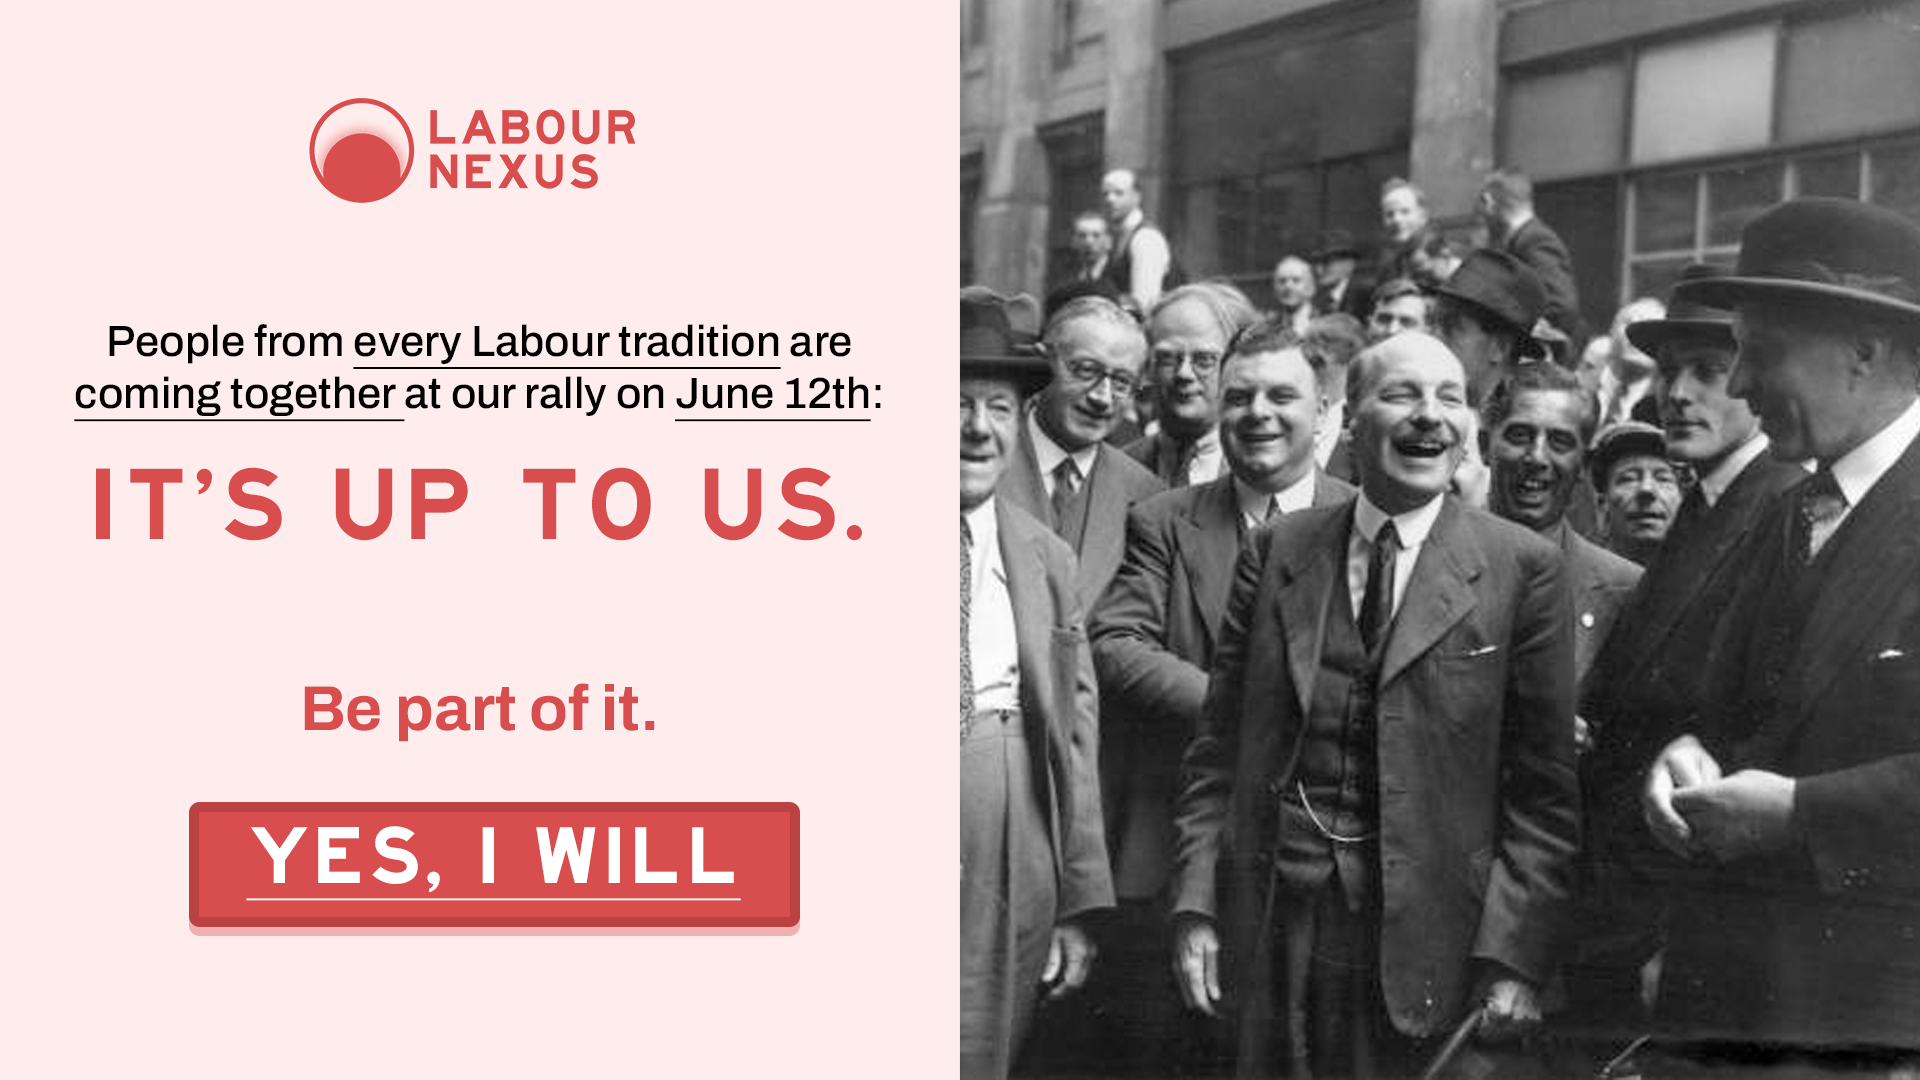 LABOUR
NEXUS
People from every Labour tradition are
coming together at our rally on June 12th:
IT’S UP TO US.
Be part of it.
YES, I WILL